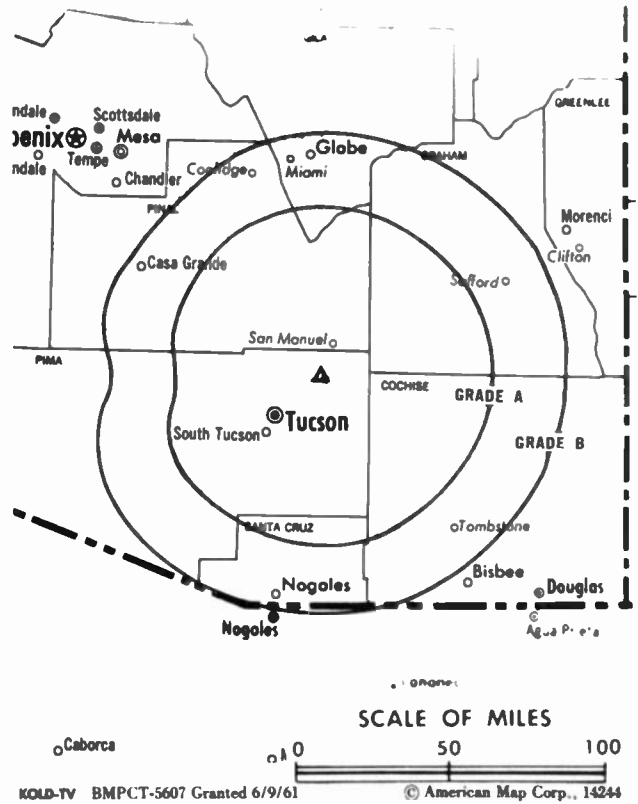 GREENLEE
ndale
Scottsdale
oenix
Mesa
Tempe
ndale
Chandler
Coolidge
Globe
Miami
GRAHAM
PINAL
Morenci
Clifton
Casa Grande
Safford
San Manuel
PIMA
COCHISE
GRADE A
Tucson
South Tucson
GRADE B
SANTA CRUZ
Tombstone
Bisbee
Nogales
Douglas
Nogales
SCALE OF MILES
Caborca
0 50 100
KOLD-TV BMPCT-5607 Granted 6/9/61 © American Map Corp., 14244